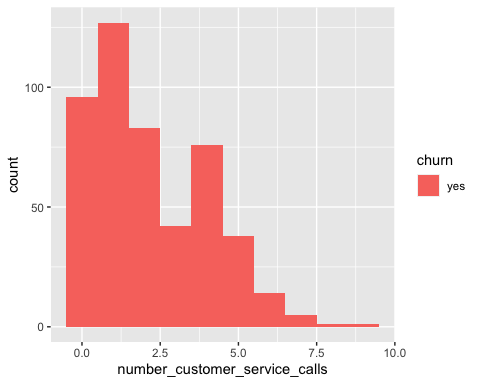 100
50
0
count
0.0 2.5 5.0 7.5 10.0
number_customer_service_calls
churn
yes